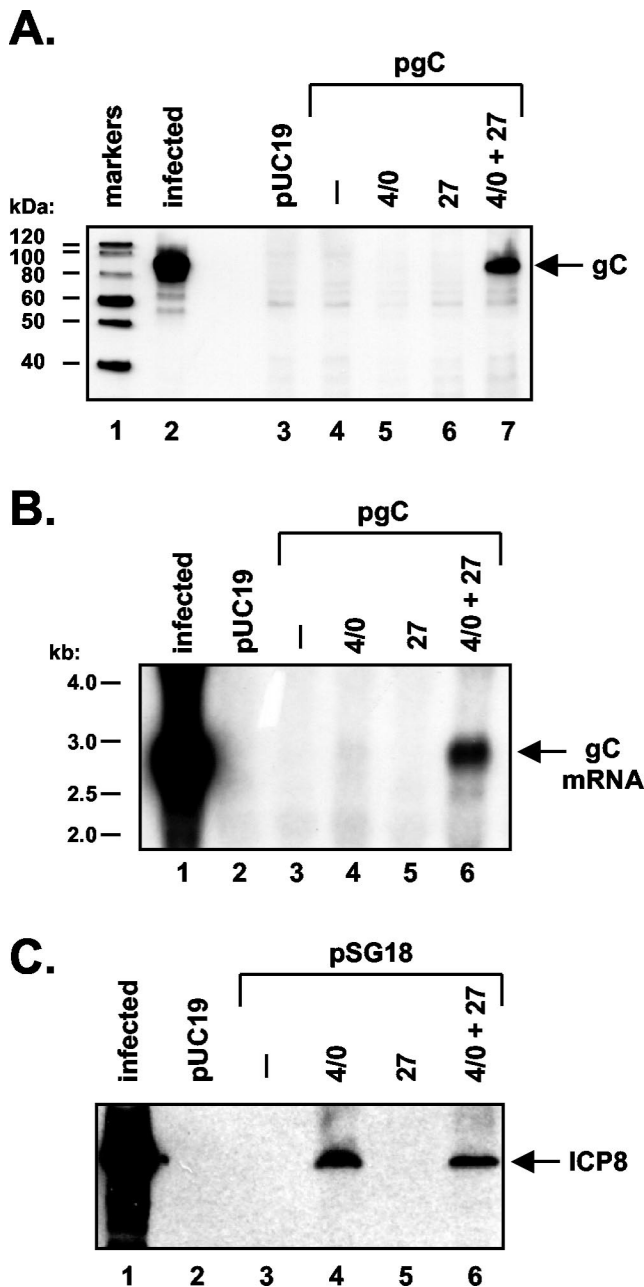 A.
pgC
markers
infected
pUC19
–
4/0
27
4/0 + 27
kDa:
120
100
80
60
50
40
gC
1 2 3 4 5 6 7
B.
pgC
infected
pUC19
–
4/0
27
4/0 + 27
kb:
4.0
3.0
2.5
2.0
gC
mRNA
1 2 3 4 5 6
C.
pSG18
infected
pUC19
–
4/0
27
4/0 + 27
ICP8
1 2 3 4 5 6